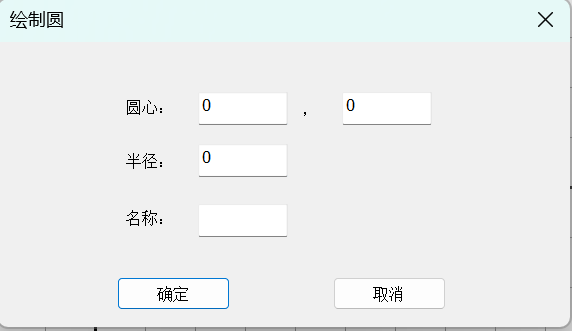 绘制圆
圆心： 0 ， 0
半径： 0
名称：
确定 取消